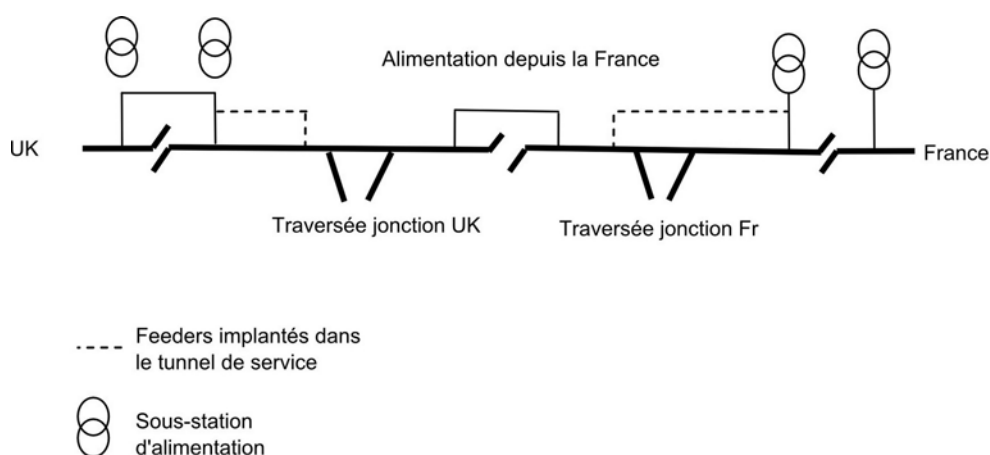 Alimentation depuis la France
UK
France
Traversée jonction UK
Traversée jonction Fr
Feeders implantés dans
le tunnel de service
Sous-station
d'alimentation